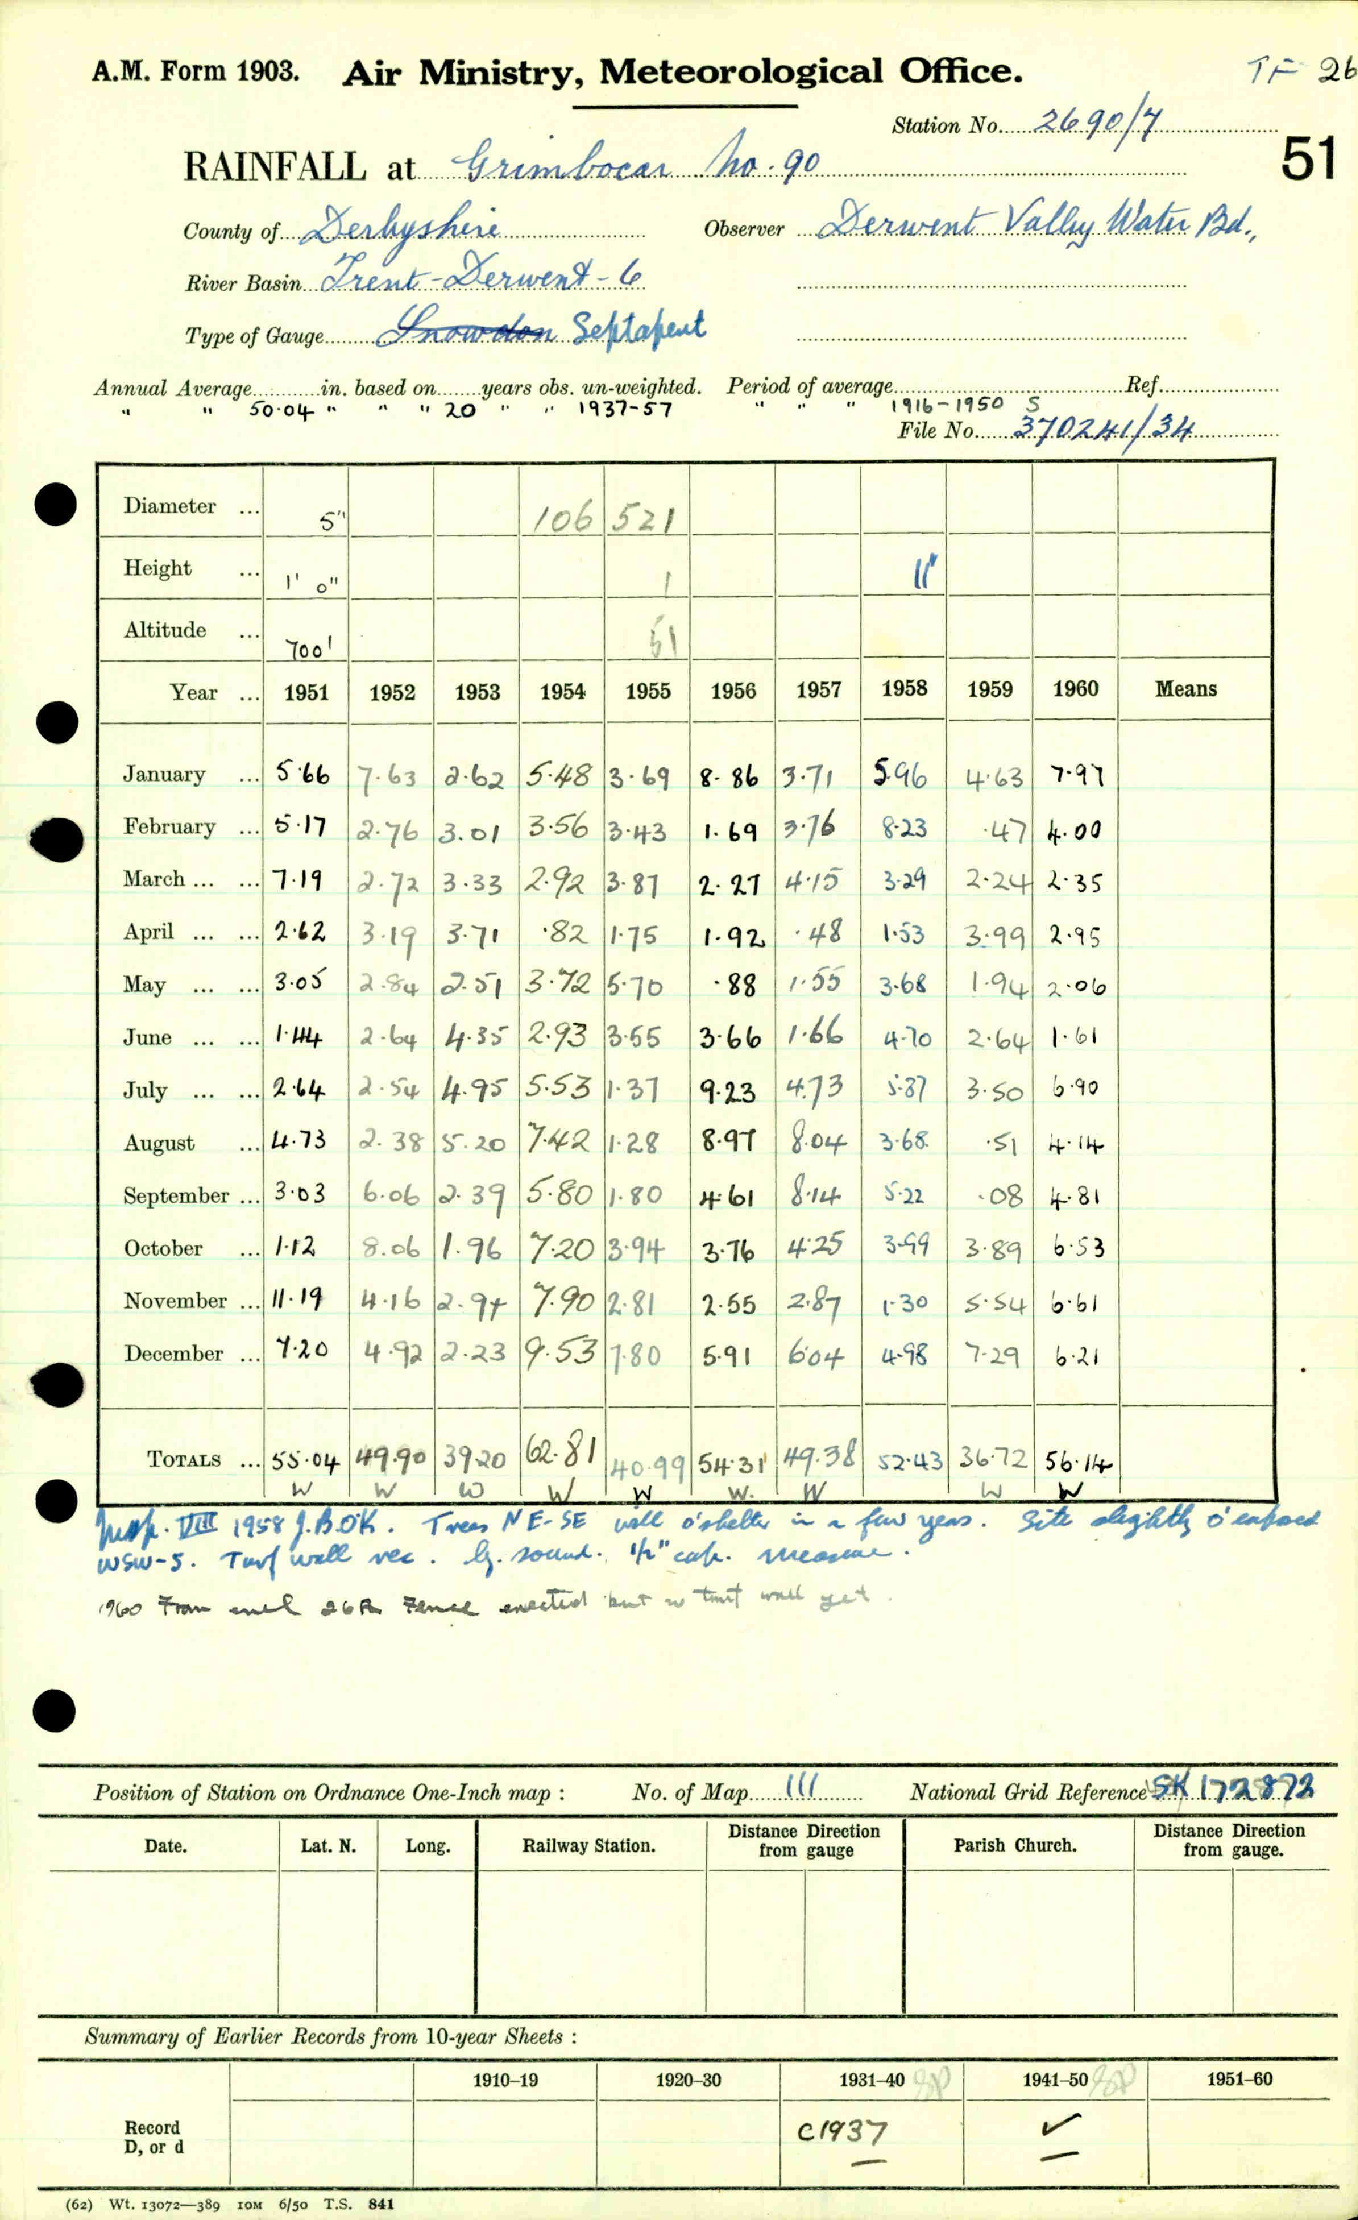 A.M. Form 1903. Air Ministry, Meteorological Office. TF 26
Station No. 2690/7
51
RAINFALL at Grimbocar No. 90
County of Derbyshire Observer Derwent Valley Water Bd.,
River Basin Trent-Derwent-6
Type of Gauge Snowdon Septapent
Annual Average in. based on years obs. un-weighted. Period of average Ref.
" " 50.04 " " " 20 " " 1937-57 " " " 1916-1950 S
File No. 370241/34
Diameter ... 5" 106 521
Height ... 1' 0" 1 11"
Altitude ... 700' 51
Year ... 1951 1952 1953 1954 1955 1956 1957 1958 1959 1960 Means
January ... 5.66 7.63 2.62 5.48 3.69 8.86 3.71 5.96 4.63 7.97
February ... 5.17 2.76 3.01 3.56 3.43 1.69 3.76 8.23 .47 4.00
March ... ... 7.19 2.72 3.33 2.92 3.87 2.27 4.15 3.29 2.24 2.35
April ... ... 2.62 3.19 3.71 .82 1.75 1.92 .48 1.53 3.99 2.95
May ... ... 3.05 2.84 2.51 3.72 5.70 .88 1.55 3.68 1.94 2.06
June ... ... 1.44 2.64 4.35 2.93 3.55 3.66 1.66 4.70 2.64 1.61
July ... ... 2.64 2.54 4.95 5.53 1.37 9.23 4.73 5.87 3.50 6.90
August ... 4.73 2.38 5.20 7.42 1.28 8.97 8.04 3.68 .51 4.14
September ... 3.03 6.06 2.39 5.80 1.80 4.61 8.14 5.22 .08 4.81
October ... 1.12 8.06 1.96 7.20 3.94 3.76 4.25 3.99 3.89 6.53
November ... 11.19 4.16 2.94 7.90 2.81 2.55 2.87 1.30 5.54 6.61
December ... 7.20 4.92 2.23 9.53 7.80 5.91 6.04 4.98 7.29 6.21
TOTALS ... 55.04 49.90 39.20 62.81 40.99 54.31 49.38 52.43 36.72 56.14
W W W W W W. W W W
Insp. VIII 1958 J.B.OK. Trees NE-SE will o'shelter in a few years. Site slightly o'exposed
WSW-S. Turf wall rec. lg. sound. 1/2" cap. measure.
1960 From encl 26A Fence erected but no turf wall yet.
Position of Station on Ordnance One-Inch map : No. of Map 111 National Grid Reference SK 172872
Date. Lat. N. Long. Railway Station. Distance from Direction gauge Parish Church. Distance from Direction gauge.
Summary of Earlier Records from 10-year Sheets :
1910–19 1920–30 1931–40 1941–50 1951–60
Record D, or d C1937 ✓
(62) Wt. 13072—389 10M 6/50 T.S. 841